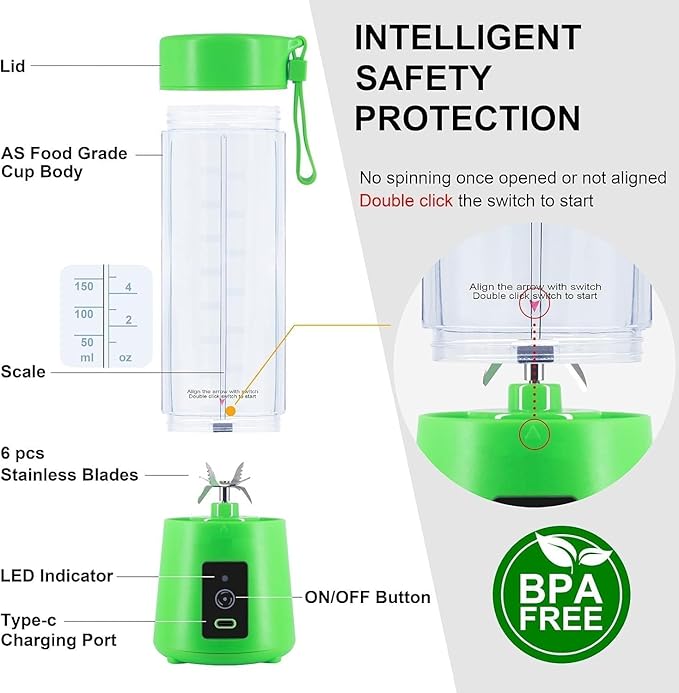 INTELLIGENT
SAFETY
PROTECTION
No spinning once opened or not aligned
Double click the switch to start
Lid
AS Food Grade
Cup Body
150
4
100
2
50
ml
oz
Scale
Align the arrow with switch
Double click switch to start
Align the arrow with switch
Double click switch to start
6 pcs
Stainless Blades
LED Indicator
ON/OFF Button
Type-c
Charging Port
BPA
FREE